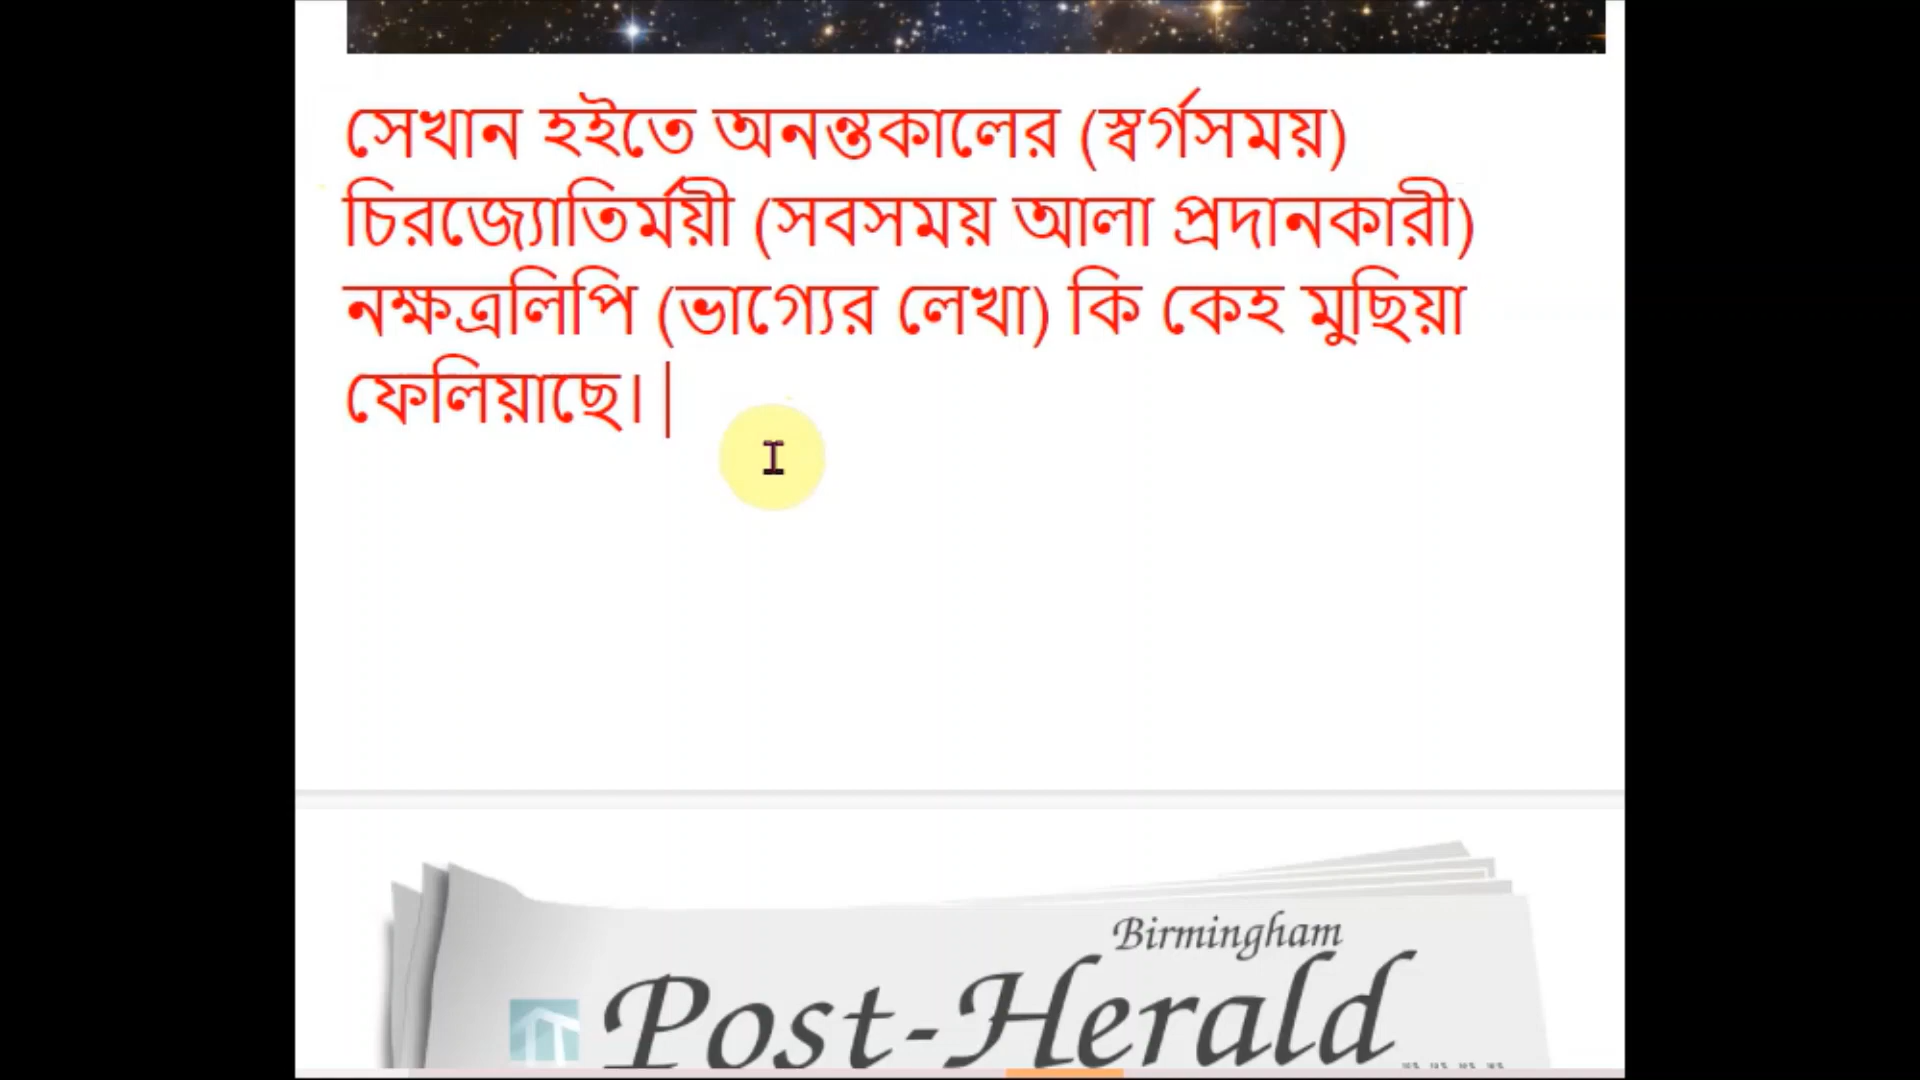 সেখান হইতে অনন্তকালের (স্বর্গসময়)
চিরজ্যোতির্ময়ী (সবসময় আলা প্রদানকারী)
নক্ষত্রলিপি (ভাগ্যের লেখা) কি কেহ মুছিয়া
ফেলিয়াছে।
Birmingham
Post-Herald